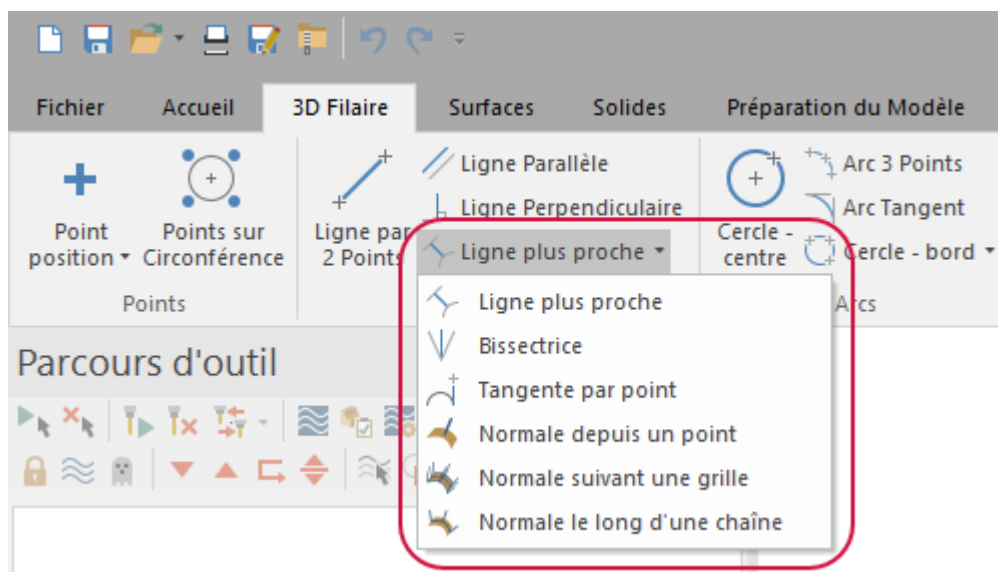 Fichier Accueil 3D Filaire Surfaces Solides Préparation du Modèle
Point position
Points sur Circonférence
Points
Ligne par 2 Points
Ligne Parallèle
Ligne Perpendiculaire
Ligne plus proche
Cercle - centre
Arc 3 Points
Arc Tangent
Cercle - bord
Arcs
Ligne plus proche
Bissectrice
Tangente par point
Normale depuis un point
Normale suivant une grille
Normale le long d'une chaîne
Parcours d'outil